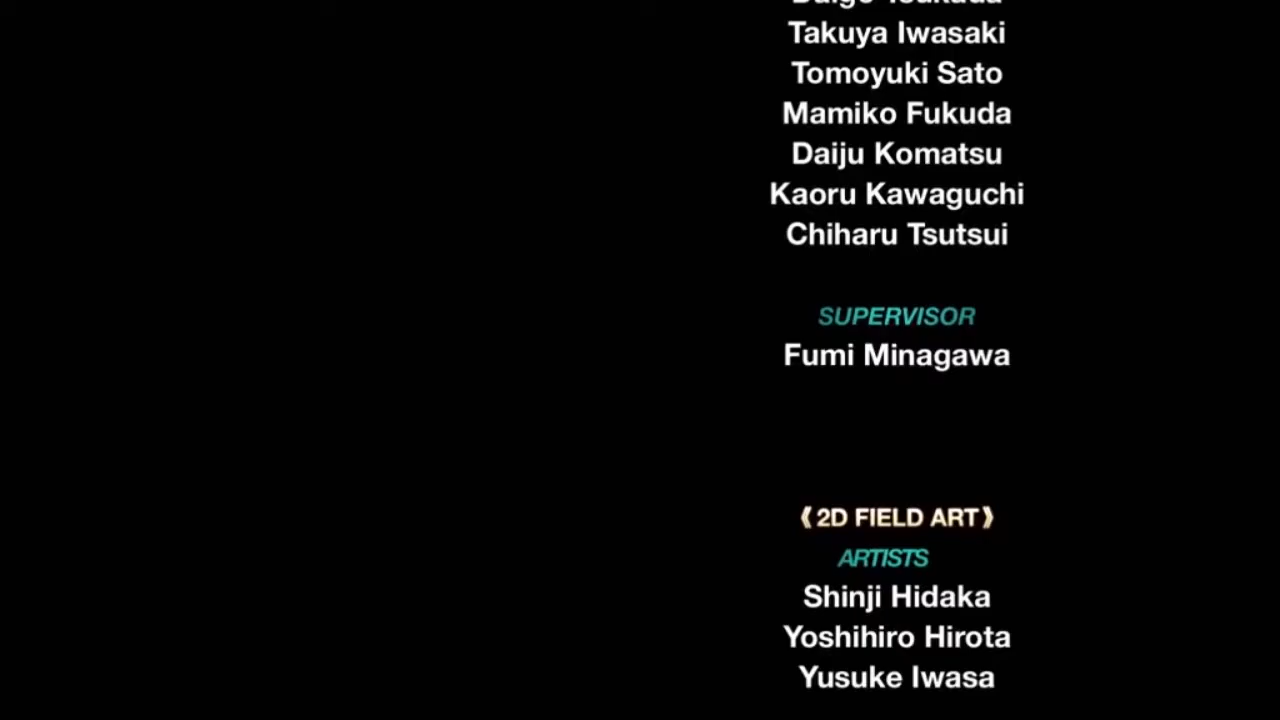 Takuya Iwasaki
Tomoyuki Sato
Mamiko Fukuda
Daiju Komatsu
Kaoru Kawaguchi
Chiharu Tsutsui
SUPERVISOR
Fumi Minagawa
《2D FIELD ART》
ARTISTS
Shinji Hidaka
Yoshihiro Hirota
Yusuke Iwasa